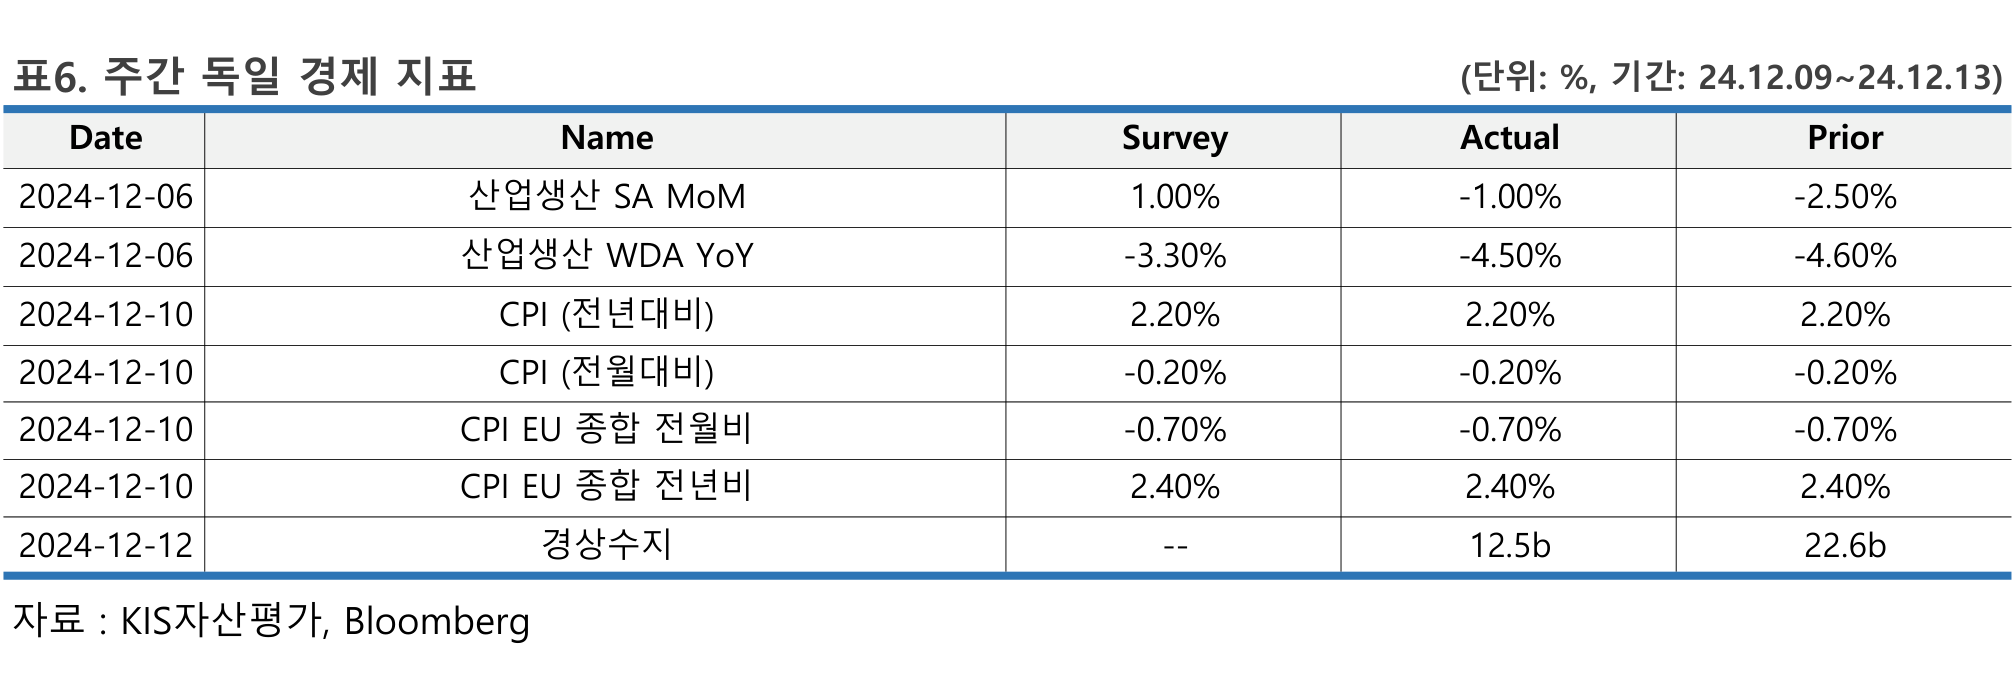 표6. 주간 독일 경제 지표 (단위: %, 기간: 24.12.09~24.12.13)
Date Name Survey Actual Prior
2024-12-06 산업생산 SA MoM 1.00% -1.00% -2.50%
2024-12-06 산업생산 WDA YoY -3.30% -4.50% -4.60%
2024-12-10 CPI (전년대비) 2.20% 2.20% 2.20%
2024-12-10 CPI (전월대비) -0.20% -0.20% -0.20%
2024-12-10 CPI EU 종합 전월비 -0.70% -0.70% -0.70%
2024-12-10 CPI EU 종합 전년비 2.40% 2.40% 2.40%
2024-12-12 경상수지 -- 12.5b 22.6b
자료 : KIS자산평가, Bloomberg